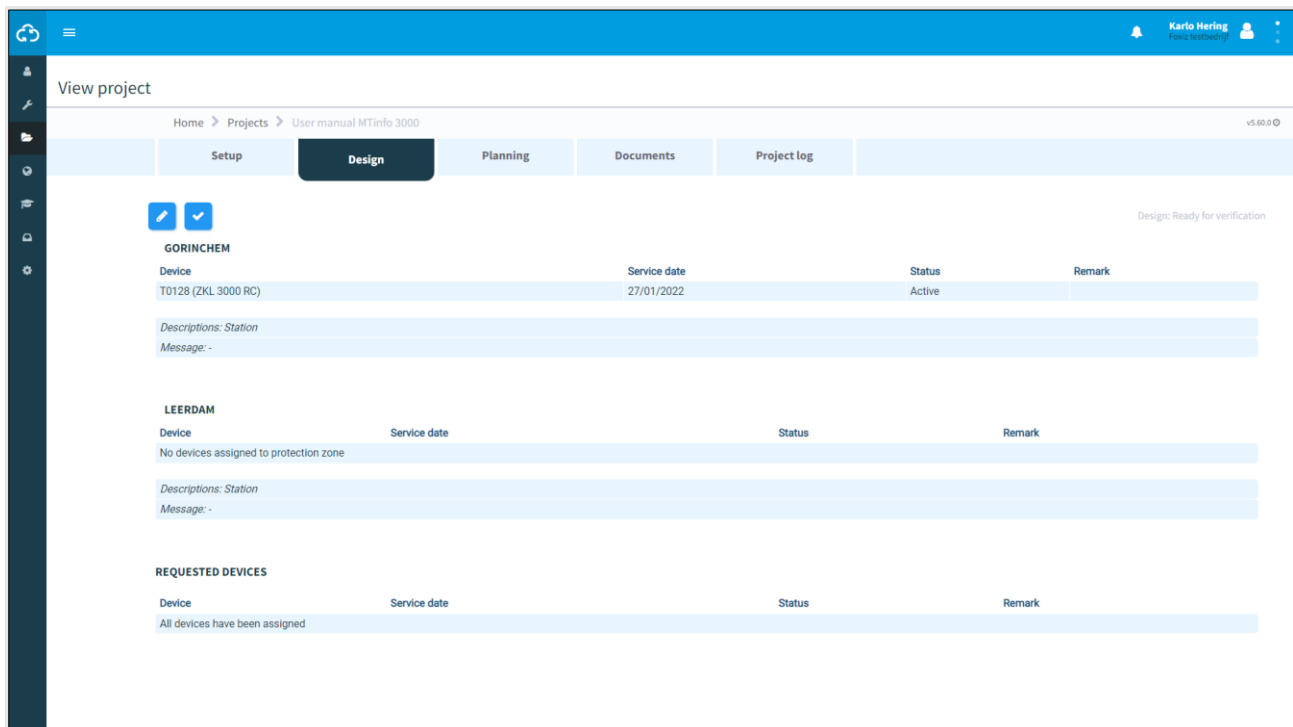 Karlo Hering
Foviz testbedrijf
View project
Home Projects User manual MTinfo 3000
v5.60.0
Setup Design Planning Documents Project log
Design: Ready for verification
GORINCHEM
Device Service date Status Remark
T0128 (ZKL 3000 RC) 27/01/2022 Active
Descriptions: Station
Message: -
LEERDAM
Device Service date Status Remark
No devices assigned to protection zone
Descriptions: Station
Message: -
REQUESTED DEVICES
Device Service date Status Remark
All devices have been assigned